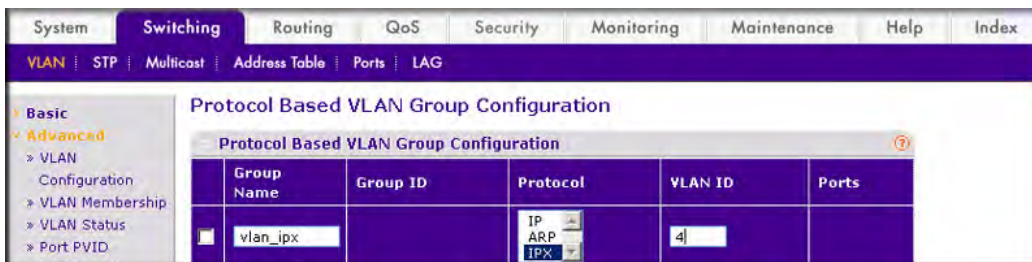 System Switching Routing QoS Security Monitoring Maintenance Help Index
VLAN STP Multicast Address Table Ports LAG
Basic
Advanced
» VLAN
Configuration
» VLAN Membership
» VLAN Status
» Port PVID
Protocol Based VLAN Group Configuration
Protocol Based VLAN Group Configuration ?
Group Name Group ID Protocol VLAN ID Ports
vlan_ipx IP ARP IPX 4